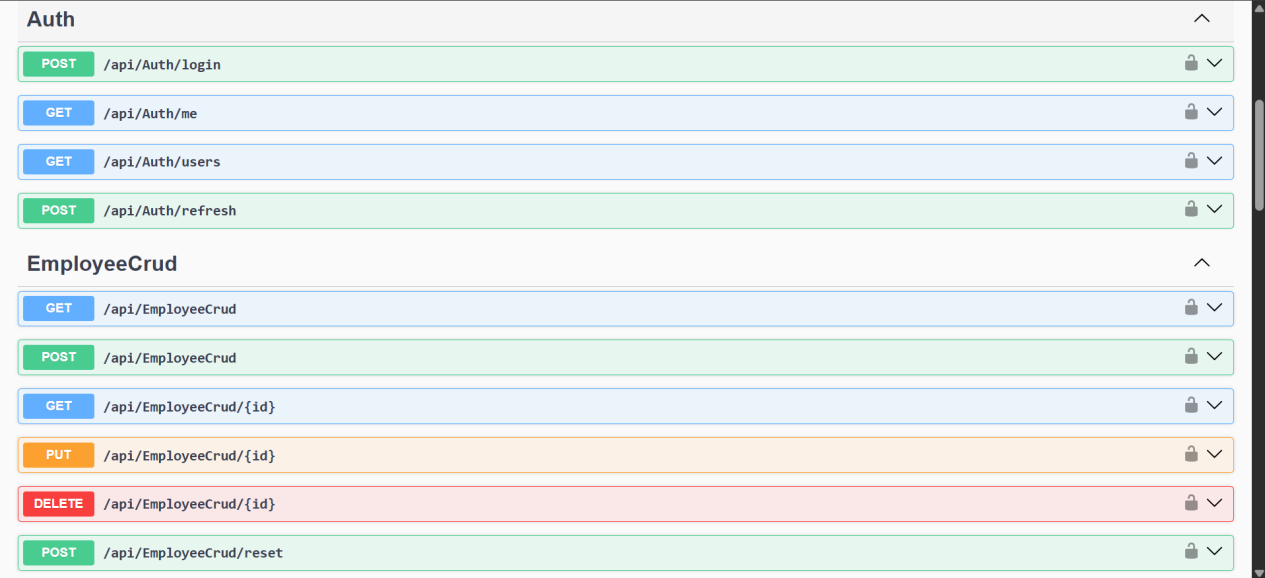 Auth
POST /api/Auth/login
GET /api/Auth/me
GET /api/Auth/users
POST /api/Auth/refresh
EmployeeCrud
GET /api/EmployeeCrud
POST /api/EmployeeCrud
GET /api/EmployeeCrud/{id}
PUT /api/EmployeeCrud/{id}
DELETE /api/EmployeeCrud/{id}
POST /api/EmployeeCrud/reset